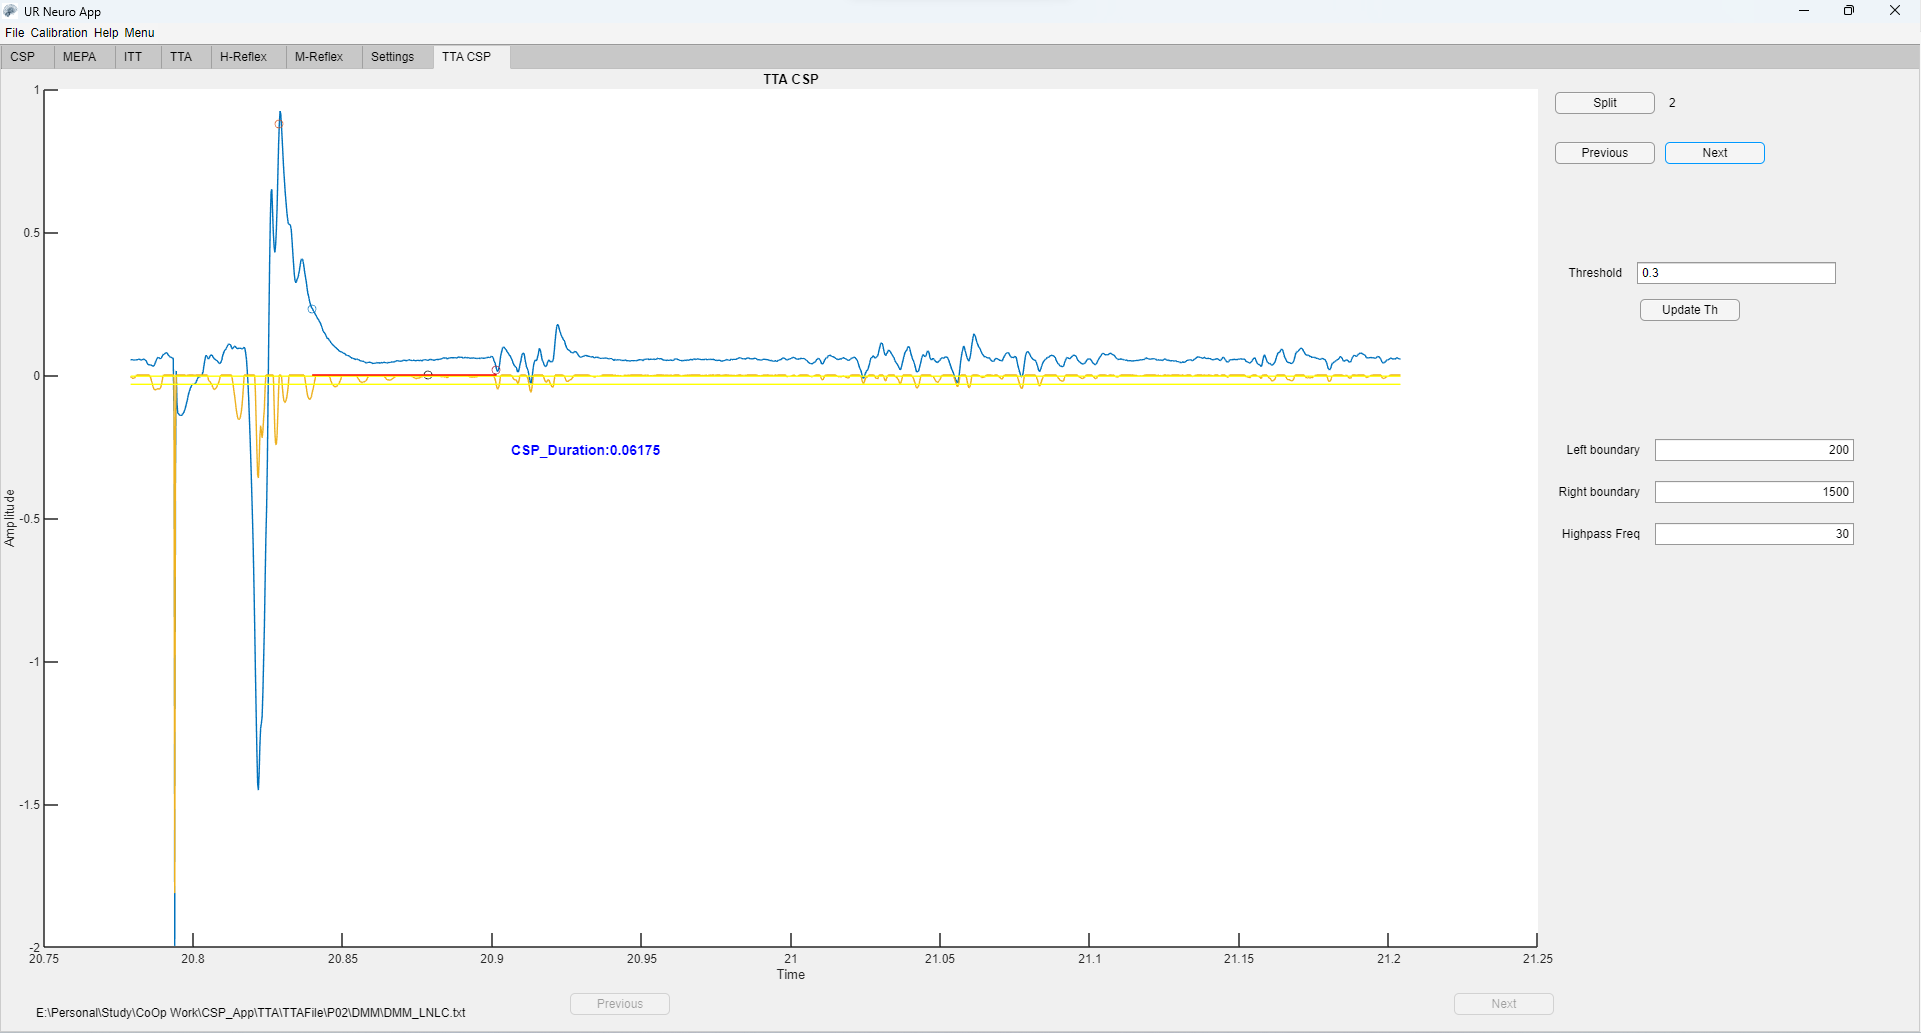 UR Neuro App
File Calibration Help Menu
CSP MEPA ITT TTA H-Reflex M-Reflex Settings TTA CSP
TTA CSP
Split 2
Previous Next
Threshold 0.3
Update Th
Left boundary 200
Right boundary 1500
Highpass Freq 30
1
0.5
0
-0.5
-1
-1.5
-2
Amplitude
CSP_Duration:0.06175
20.75 20.8 20.85 20.9 20.95 21 21.05 21.1 21.15 21.2 21.25
Time
Previous Next
E:\Personal\Study\CoOp Work\CSP_App\TTA\TTAFile\P02\DMM\DMM_LNLC.txt